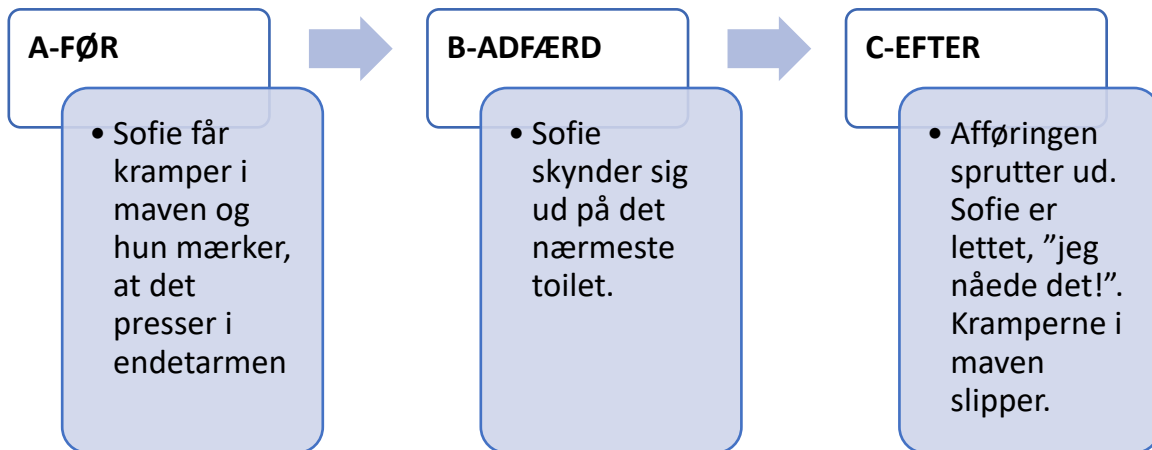 A-FØR
• Sofie får
kramper i
maven og
hun mærker,
at det
presser i
endetarmen
B-ADFÆRD
• Sofie
skynder sig
ud på det
nærmeste
toilet.
C-EFTER
• Afføringen
sprutter ud.
Sofie er
lettet, ”jeg
nåede det!”.
Kramperne i
maven
slipper.